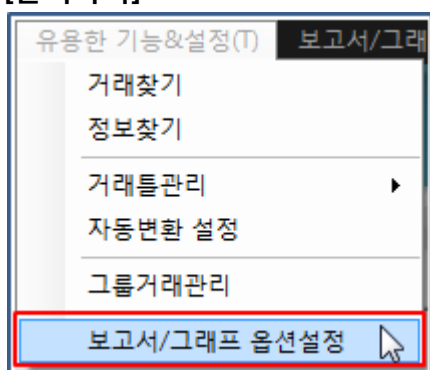 유용한 기능&설정(T) 보고서/그래
거래찾기
정보찾기
거래틀관리
자동변환 설정
그룹거래관리
보고서/그래프 옵션설정